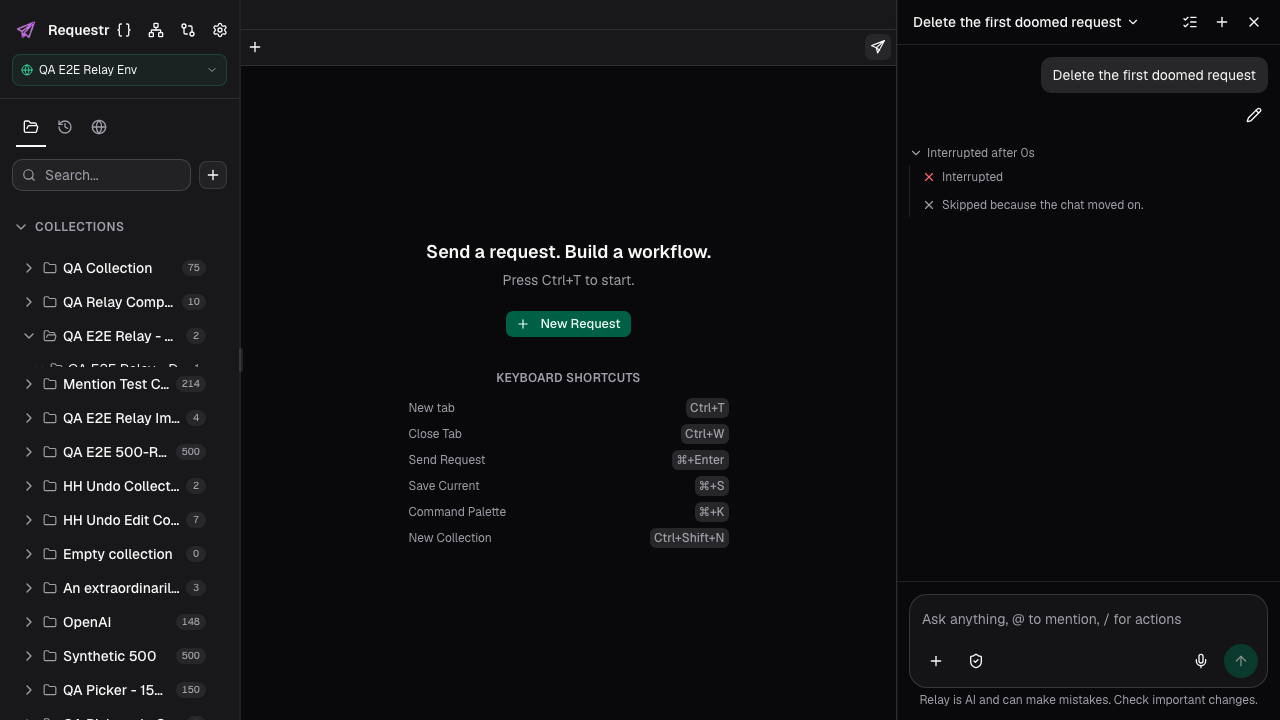 Requestr
QA E2E Relay Env
Search...
COLLECTIONS
QA Collection 75
QA Relay Comp... 10
QA E2E Relay - ... 2
Mention Test C... 214
QA E2E Relay Im... 4
QA E2E 500-R... 500
HH Undo Collect... 2
HH Undo Edit Co... 7
Empty collection 0
An extraordinaril... 3
OpenAI 148
Synthetic 500 500
QA Picker - 15... 150
Send a request. Build a workflow.
Press Ctrl+T to start.
New Request
KEYBOARD SHORTCUTS
New tab Ctrl+T
Close Tab Ctrl+W
Send Request ⌘+Enter
Save Current ⌘+S
Command Palette ⌘+K
New Collection Ctrl+Shift+N
Delete the first doomed request
Delete the first doomed request
Interrupted after 0s
Interrupted
Skipped because the chat moved on.
Ask anything, @ to mention, / for actions
Relay is AI and can make mistakes. Check important changes.